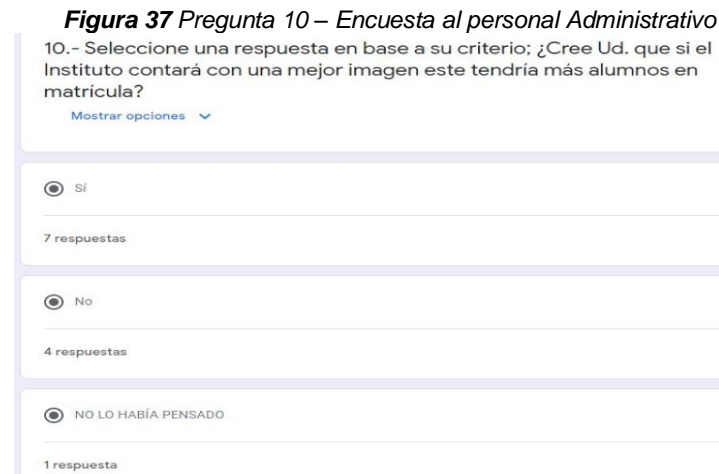 Figura 37 Pregunta 10 – Encuesta al personal Administrativo
10.- Seleccione una respuesta en base a su criterio; ¿Cree Ud. que si el
Instituto contará con una mejor imagen este tendría más alumnos en
matrícula?
Mostrar opciones
Sí
7 respuestas
No
4 respuestas
NO LO HABÍA PENSADO
1 respuesta